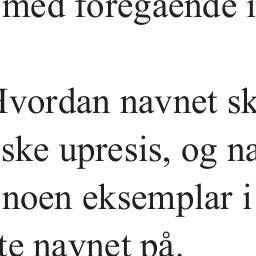 med foregående i
Hvordan navnet sk
ske upresis, og na
noen eksemplar i
te navnet på.